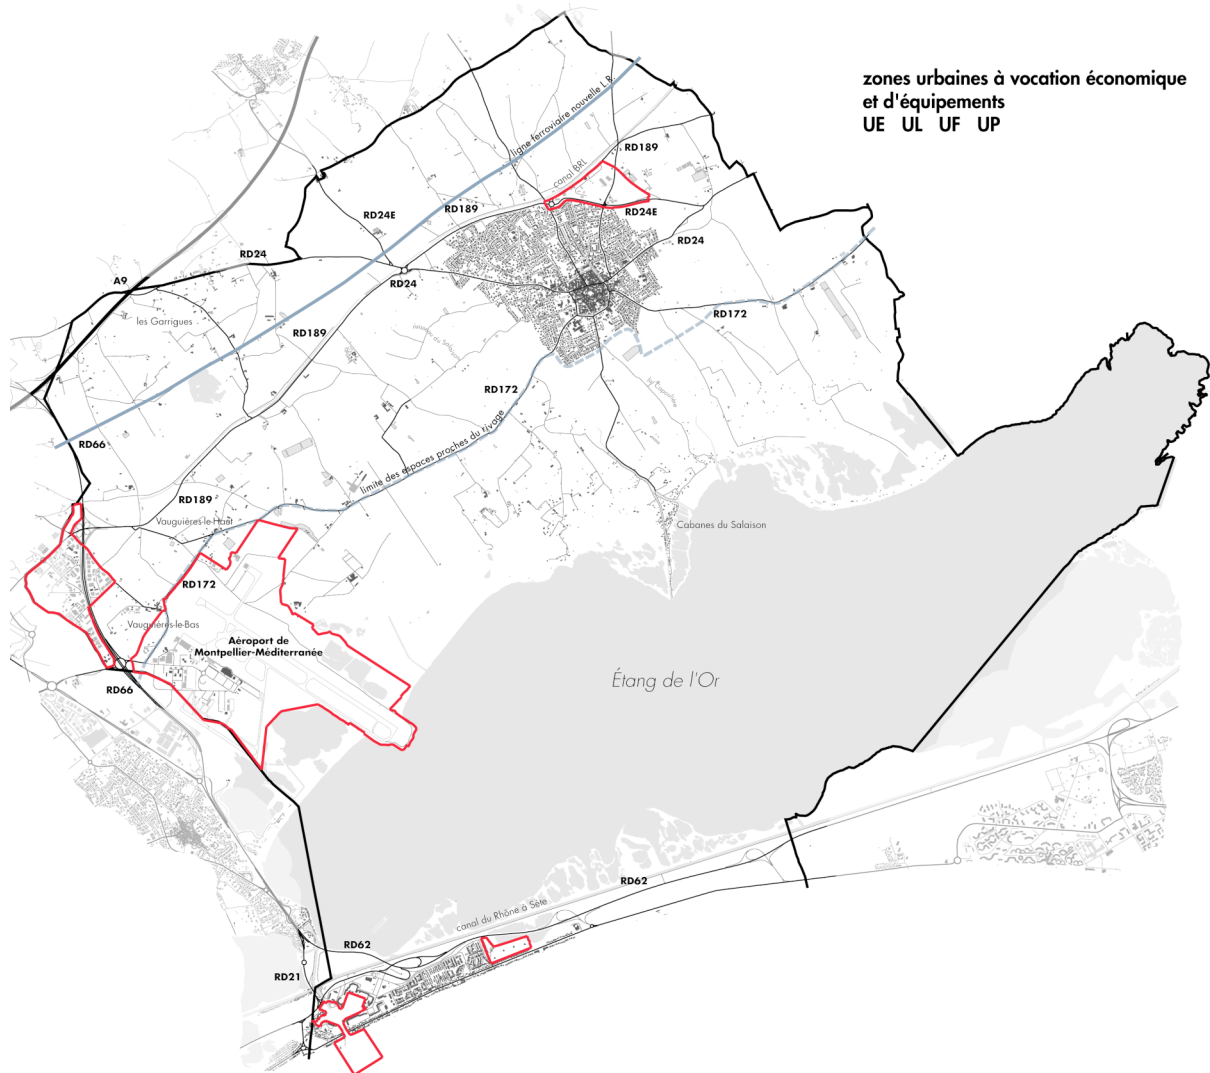 zones urbaines à vocation économique
et d'équipements
UE UL UF UP
ligne ferroviaire nouvelle L.R.
canal BRL
RD189
RD24E
RD189
RD24E
RD24
RD24
A9
RD24
les Garrigues
RD189
RD172
RD172
RD66
limite des espaces proches du rivage
RD189
Vauguières-le-Haut
Cabanes du Salaison
RD172
Vauguières-le-Bas
Aéroport de
Montpellier-Méditerranée
RD66
Étang de l'Or
RD62
canal du Rhône à Sète
RD62
RD21